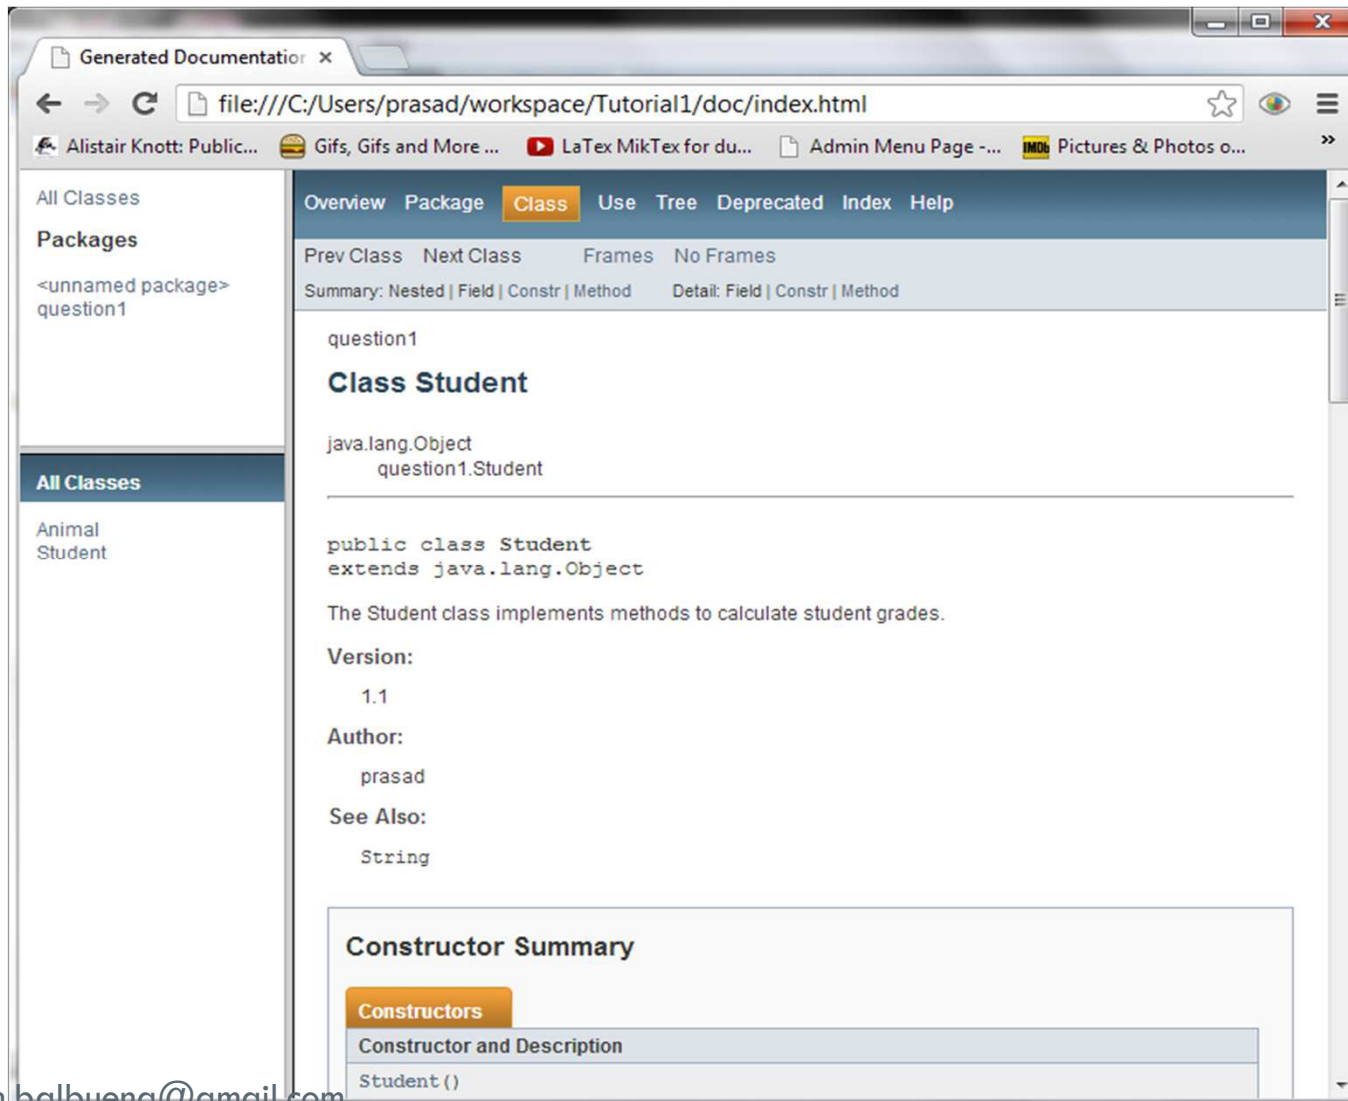 Generated Documentatior
file:///C:/Users/prasad/workspace/Tutorial1/doc/index.html
Alistair Knott: Public... Gifs, Gifs and More ... LaTex MikTex for du... Admin Menu Page -... IMDb Pictures & Photos o... »
All Classes
Packages
<unnamed package>
question1
All Classes
Animal
Student
Overview Package Class Use Tree Deprecated Index Help
Prev Class Next Class Frames No Frames
Summary: Nested | Field | Constr | Method Detail: Field | Constr | Method
question1
Class Student
java.lang.Object
question1.Student
public class Student
extends java.lang.Object
The Student class implements methods to calculate student grades.
Version:
1.1
Author:
prasad
See Also:
String
Constructor Summary
Constructors
Constructor and Description
Student()
balbuena@gmail.com